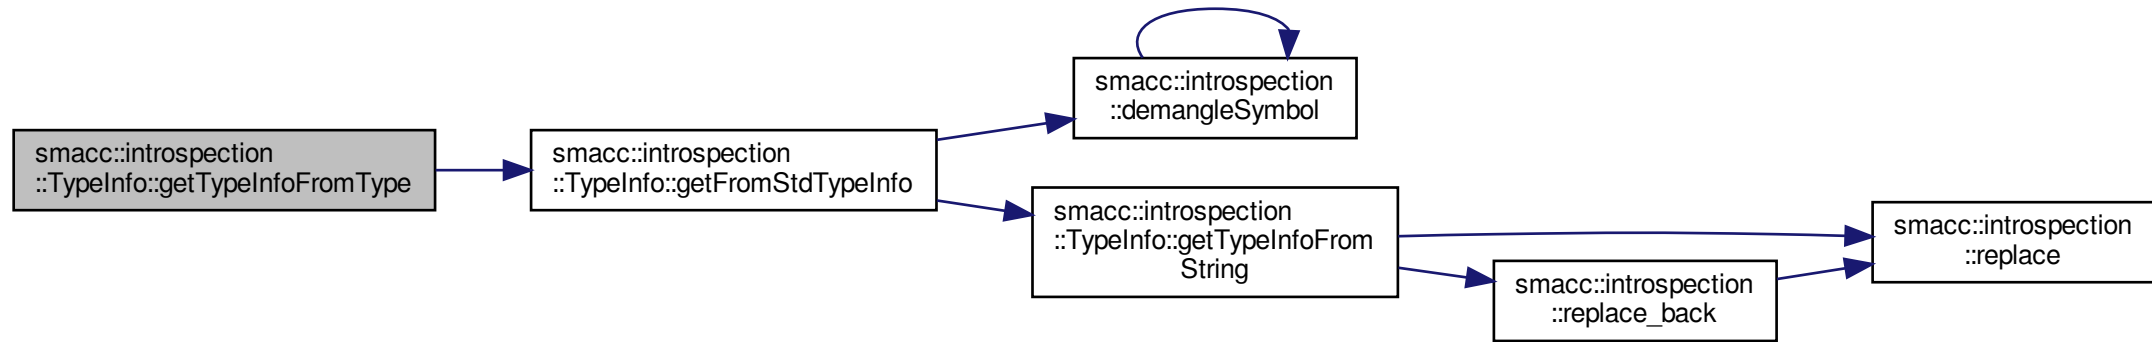 smacc::introspection
::TypeInfo::getTypeInfoFromType
smacc::introspection
::TypeInfo::getFromStdTypeInfo
smacc::introspection
::demangleSymbol
smacc::introspection
::TypeInfo::getTypeInfoFrom
String
smacc::introspection
::replace_back
smacc::introspection
::replace